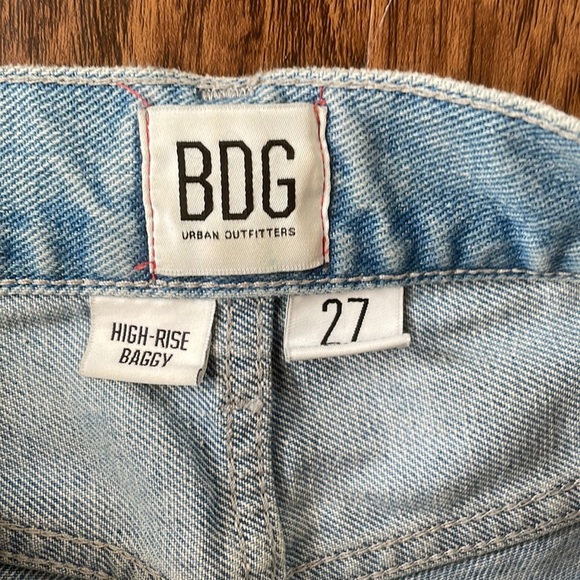 BDG
URBAN OUTFITTERS
HIGH-RISE
BAGGY
27